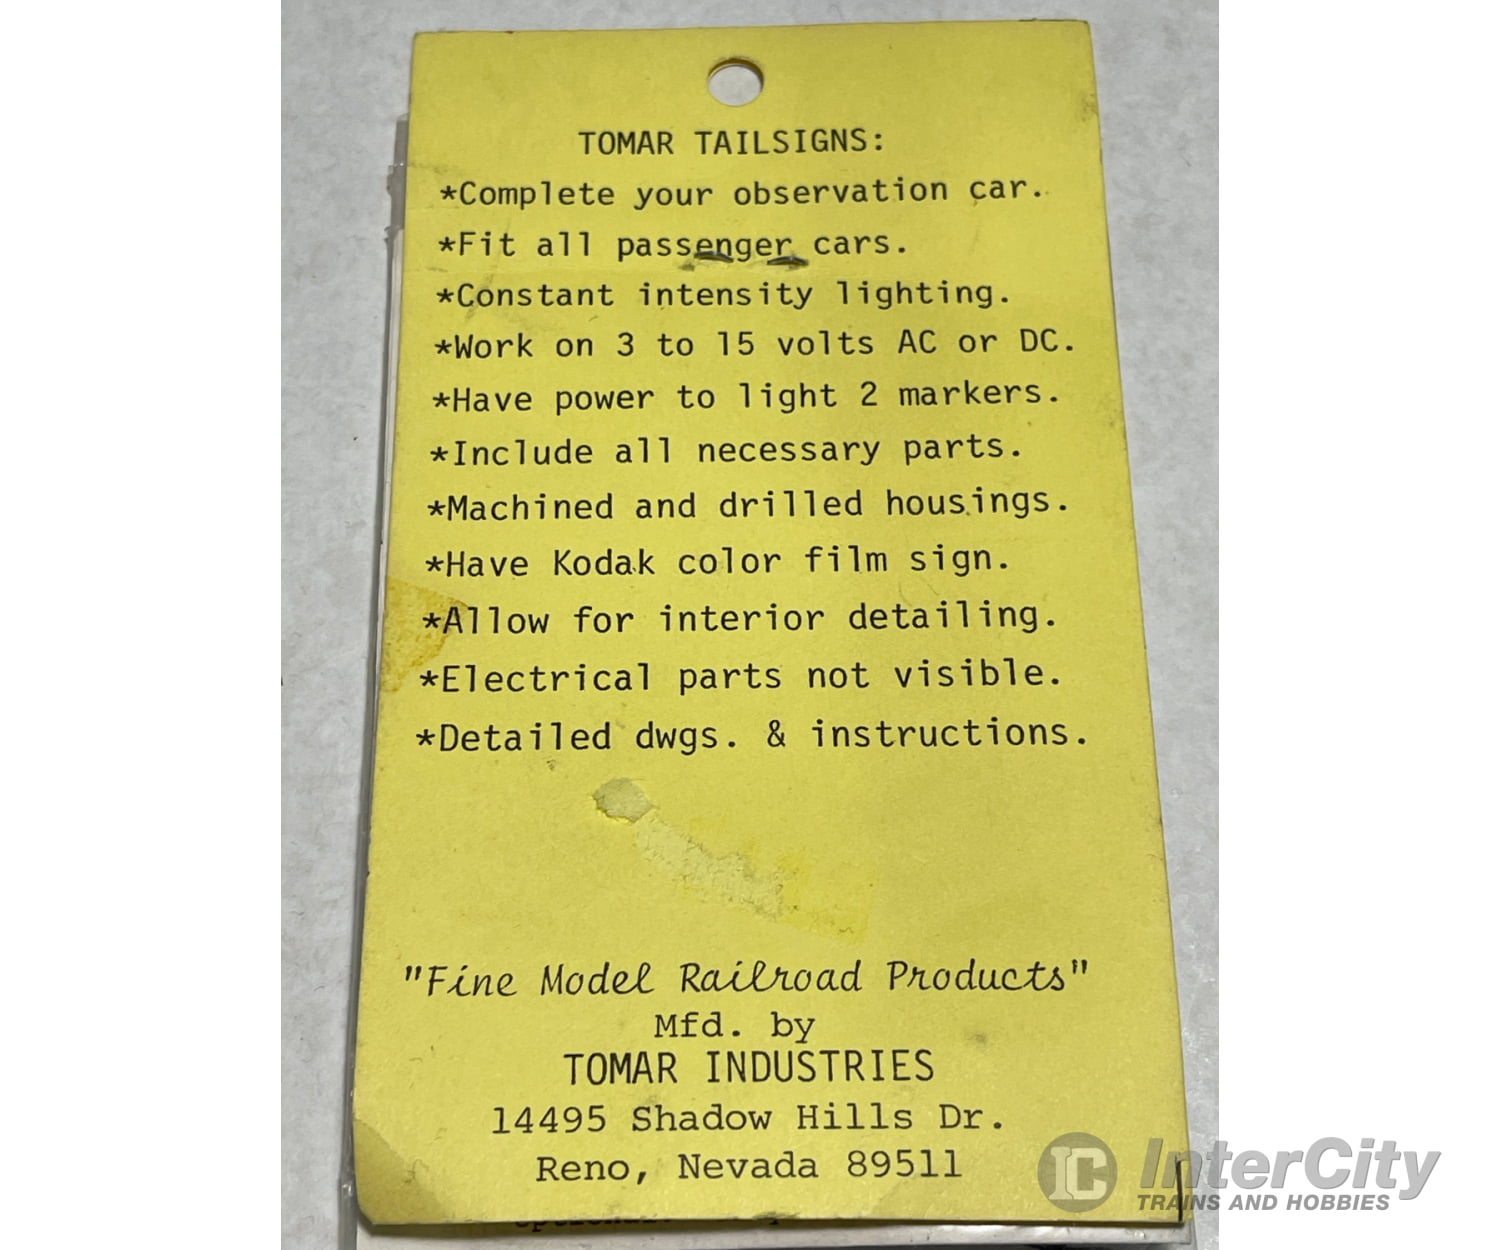 TOMAR TAILSIGNS:
*Complete your observation car.
*Fit all passenger cars.
*Constant intensity lighting.
*Work on 3 to 15 volts AC or DC.
*Have power to light 2 markers.
*Include all necessary parts.
*Machined and drilled housings.
*Have Kodak color film sign.
*Allow for interior detailing.
*Electrical parts not visible.
*Detailed dwgs. & instructions.
"Fine Model Railroad Products"
Mfd. by
TOMAR INDUSTRIES
14495 Shadow Hills Dr.
Reno, Nevada 89511
IC InterCity
TRAINS AND HOBBIES